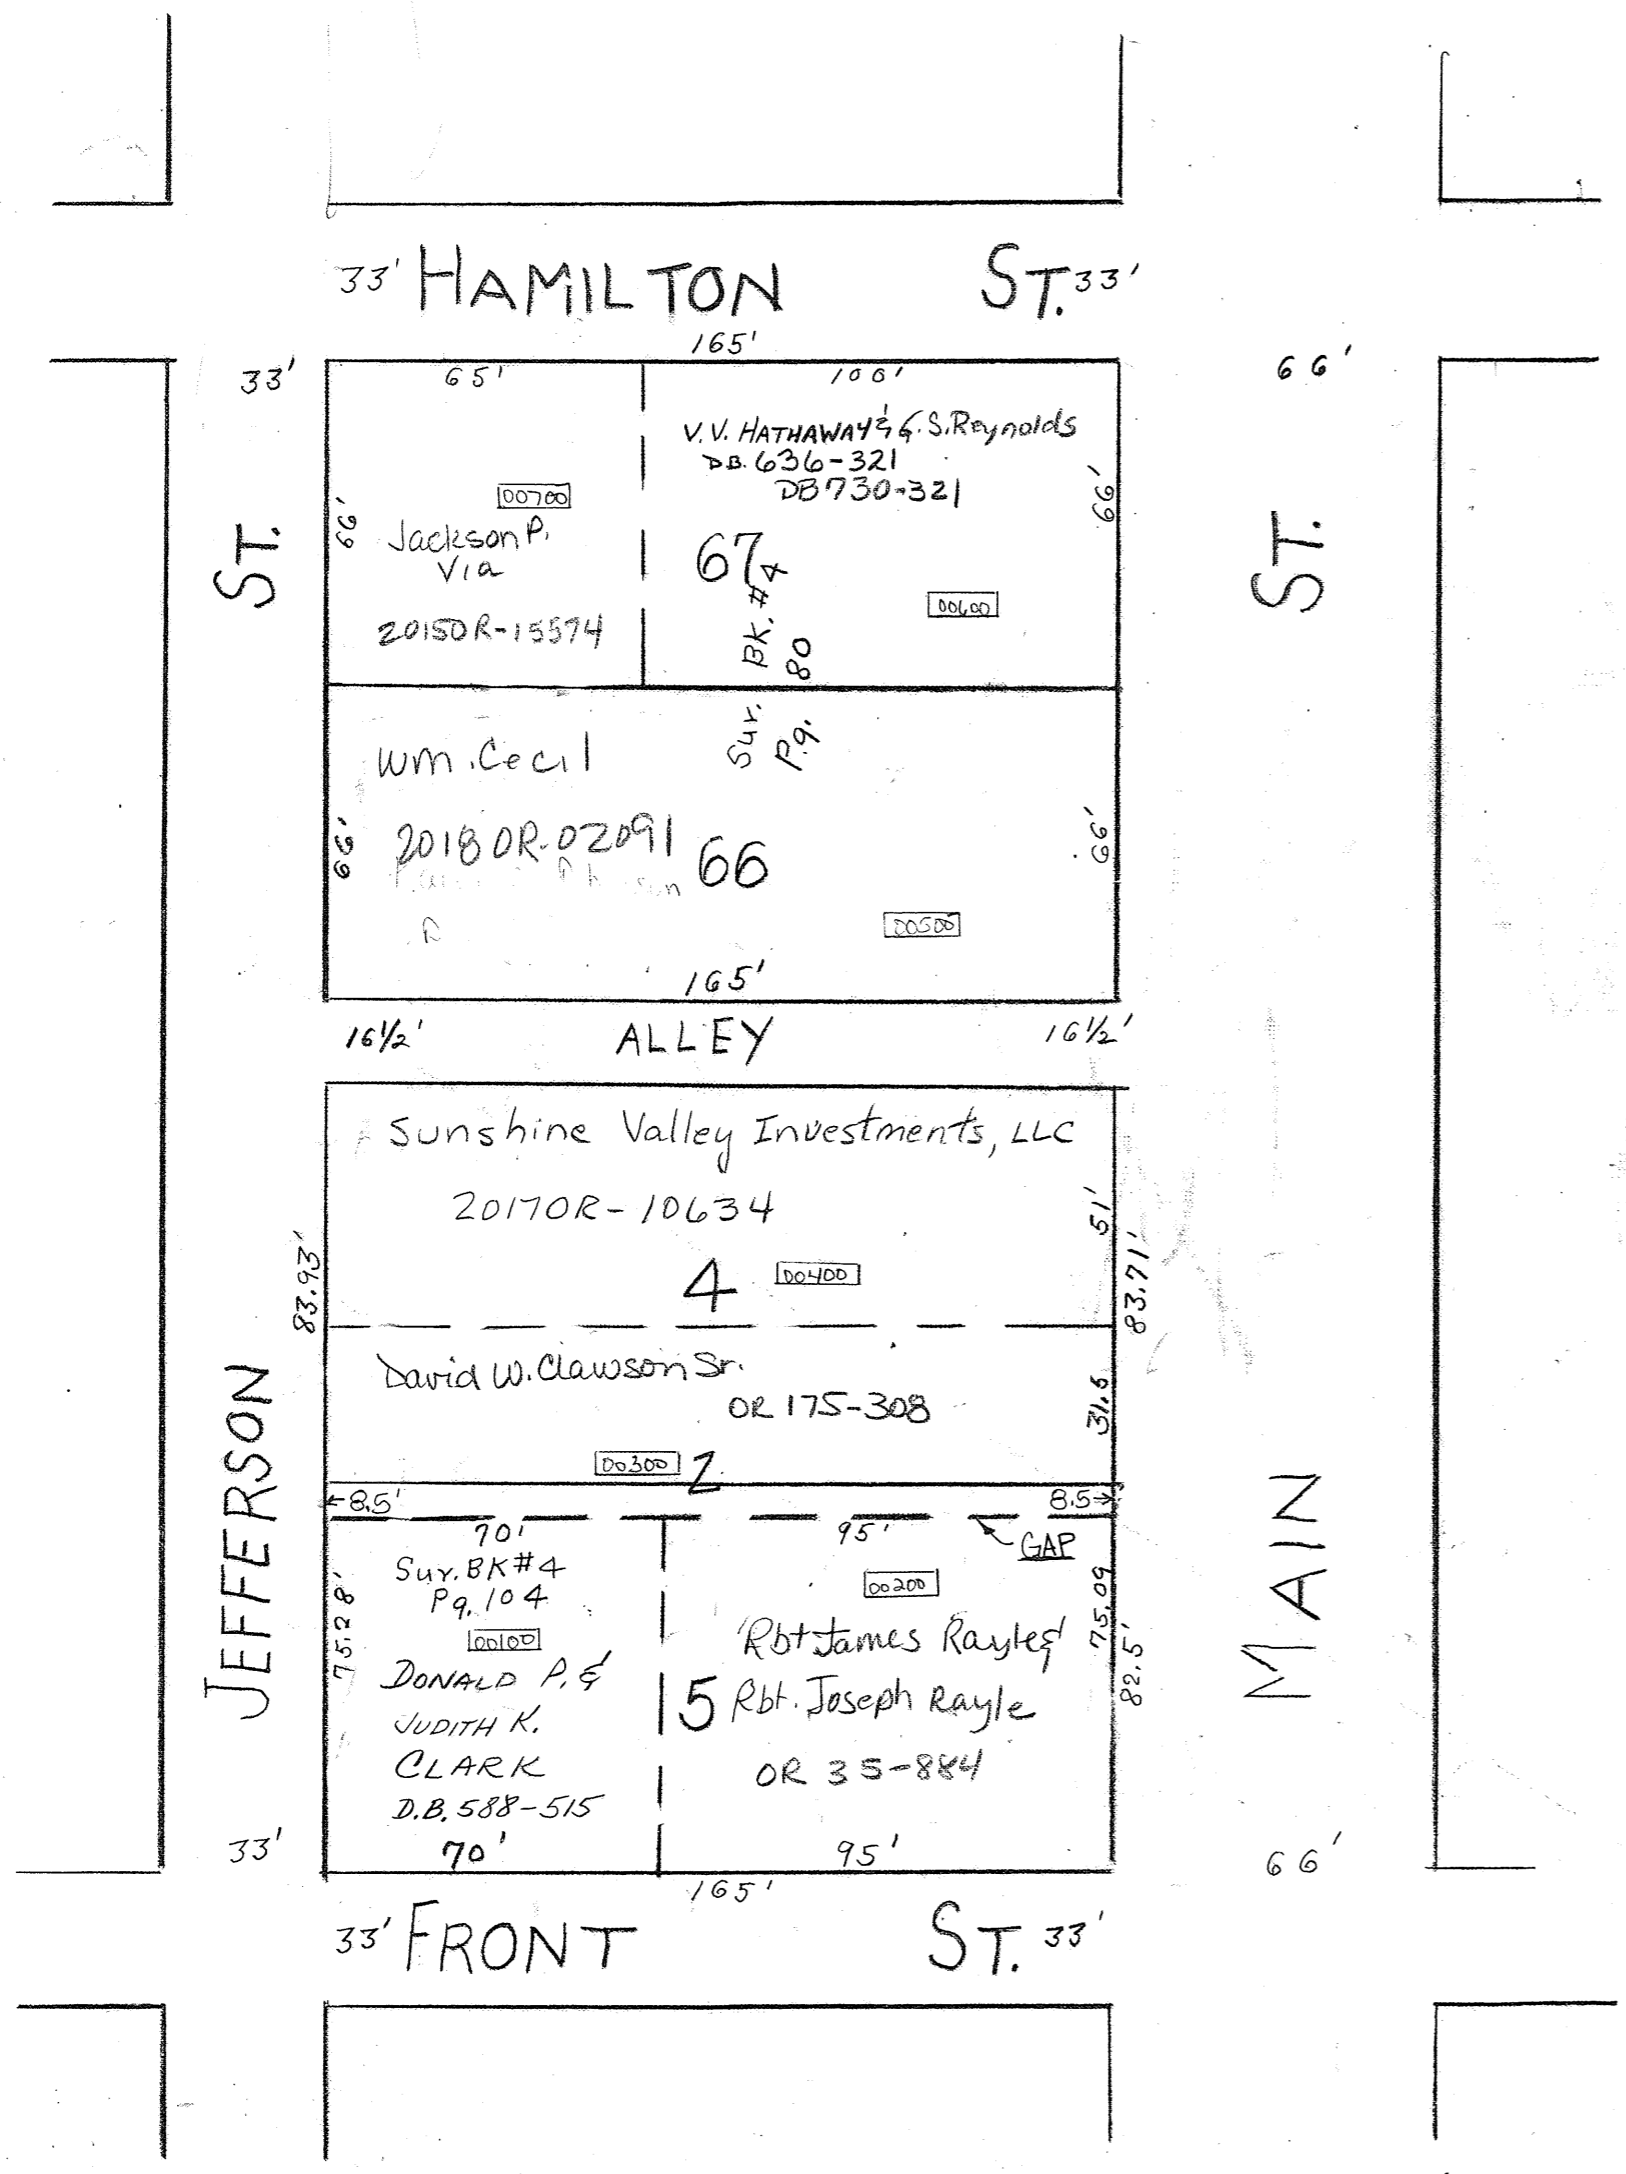 33' HAMILTON ST. 33'
165'
33'
65'
100'
66'
V.V. HATHAWAY & G.S. Reynolds
DB. 636-321
DB 730-321
00700
66'
Jackson P.
Via
2015OR-15574
ST.
67
00600
66'
ST.
Sur. BK. #4
Pg. 80
Wm. Cecil
2018OR-02091
66
66'
66'
00500
165'
16½' ALLEY 16½'
Sunshine Valley Investments, LLC
2017OR-10634
4
00400
51'
83.93'
83.71'
David W. Clawson Sr.
OR 175-308
31.5
00300
2
8.5'
8.5
70'
95'
GAP
JEFFERSON
MAIN
Sur. BK #4
Pg. 104
00100
75.28'
DONALD P. &
JUDITH K.
CLARK
D.B. 588-515
00200
75.09
82.5'
Rbt James Rayle &
5
Rbt. Joseph Rayle
OR 35-884
33'
70'
95'
66'
165'
33' FRONT ST. 33'